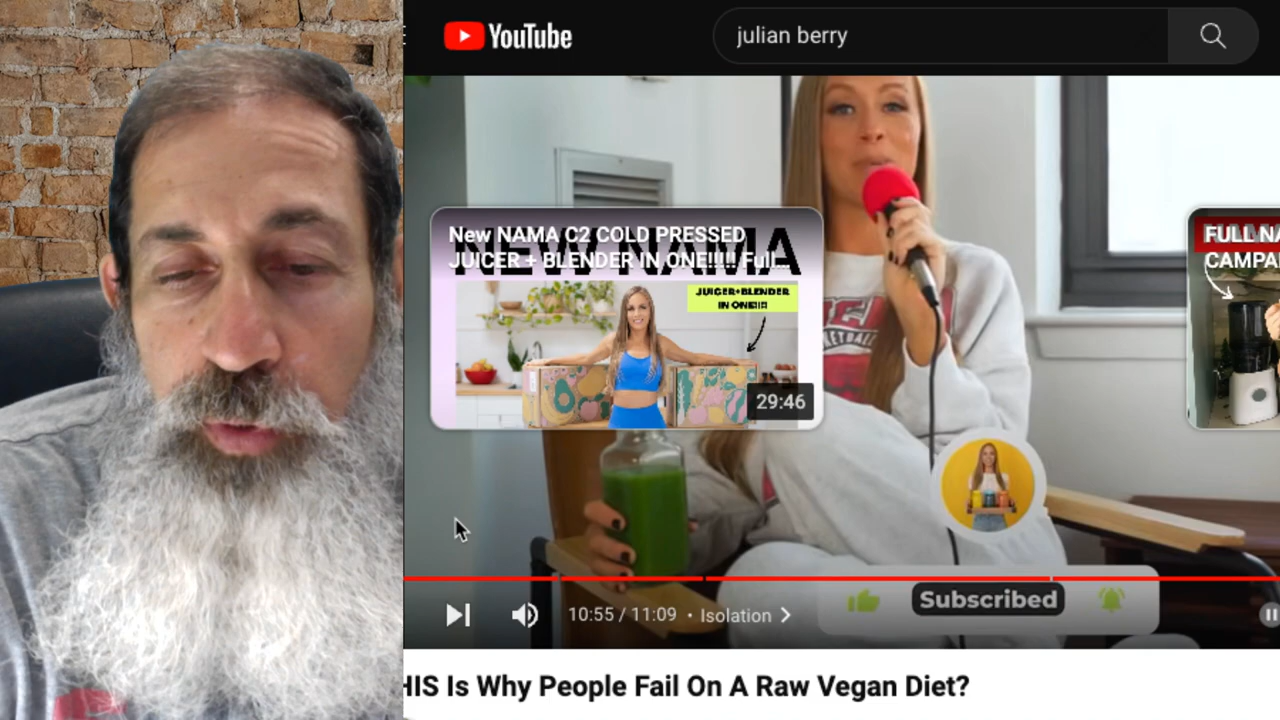 YouTube
julian berry
New NAMA C2 COLD PRESSED
JUICER + BLENDER IN ONE!!!!! Full...
NEW NAMA
JUICER+BLENDER
IN ONE!!!
29:46
FULL NA
CAMPA
KETBALL
10:55 / 11:09 • Isolation
Subscribed
HIS Is Why People Fail On A Raw Vegan Diet?